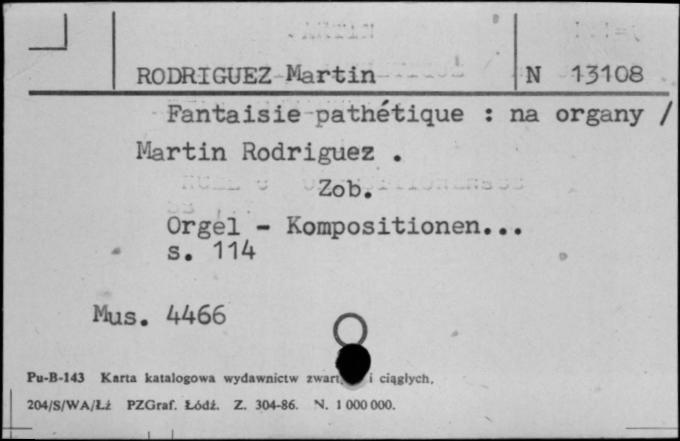 RODRIGUEZ Martin N 13108
Fantaisie pathétique : na organy /
Martin Rodriguez .
Zob.
Orgel - Kompositionen...
s. 114
Mus. 4466
Pu-B-143 Karta katalogowa wydawnictw i ciągłych.
204/S/WA/Łż PZGraf. Łódź. Z. 304-86. N. 1 000 000.